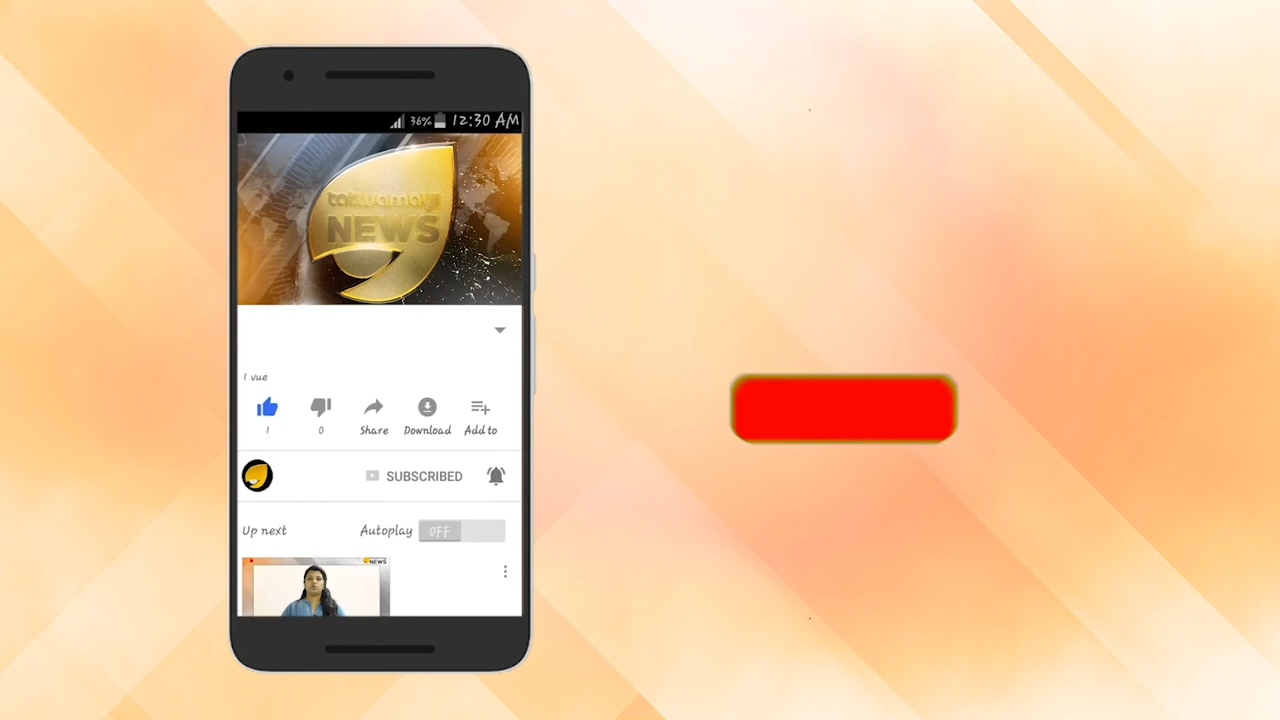 36% 12:30 AM
tatwamayi
NEWS
1 vue
1 0 Share Download Add to
SUBSCRIBED
Up next Autoplay OFF
NEWS